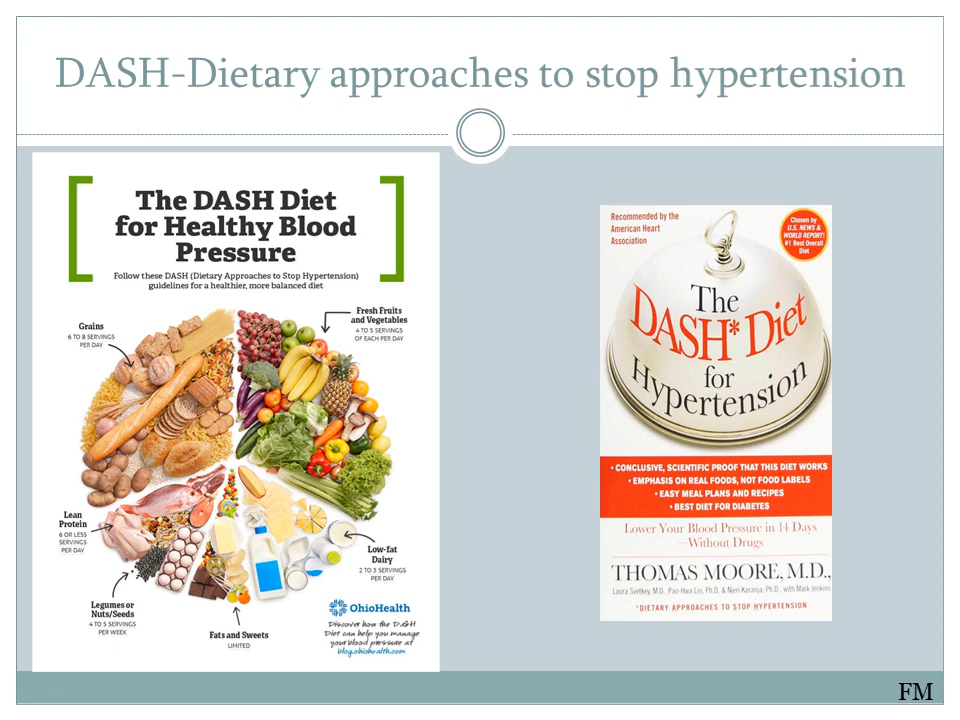 DASH-Dietary approaches to stop hypertension
The DASH Diet
for Healthy Blood
Pressure
Follow these DASH (Dietary Approaches to Stop Hypertension)
guidelines for a healthier, more balanced diet
Grains
6 TO 8 SERVINGS
PER DAY
Fresh Fruits
and Vegetables
4 TO 5 SERVINGS
OF EACH PER DAY
Lean
Protein
6 OR LESS
SERVINGS
PER DAY
Low-fat
Dairy
2 TO 3 SERVINGS
PER DAY
Legumes or
Nuts/Seeds
4 TO 5 SERVINGS
PER WEEK
Fats and Sweets
LIMITED
OhioHealth
Discover how the DASH
Diet can help you manage
your blood pressure at
blog.ohiohealth.com
Recommended by the
American Heart
Association
Chosen by
U.S. NEWS &
WORLD REPORT!
#1 Best Overall
Diet
The
DASH* Diet
for
Hypertension
• CONCLUSIVE, SCIENTIFIC PROOF THAT THIS DIET WORKS
• EMPHASIS ON REAL FOODS, NOT FOOD LABELS
• EASY MEAL PLANS AND RECIPES
• BEST DIET FOR DIABETES
Lower Your Blood Pressure in 14 Days
—Without Drugs
THOMAS MOORE, M.D.,
Laura Svetkey, M.D., Pao-Hwa Lin, Ph.D. & Njeri Karanja, Ph.D., with Mark Jenkins
*DIETARY APPROACHES TO STOP HYPERTENSION
FM